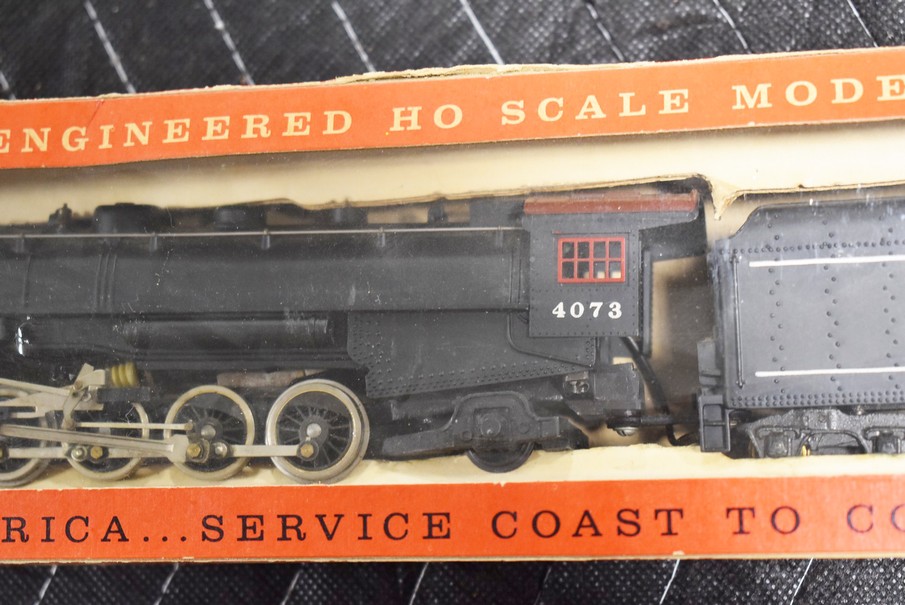 ENGINEERED HO SCALE MODE
4073
RICA...SERVICE COAST TO CO